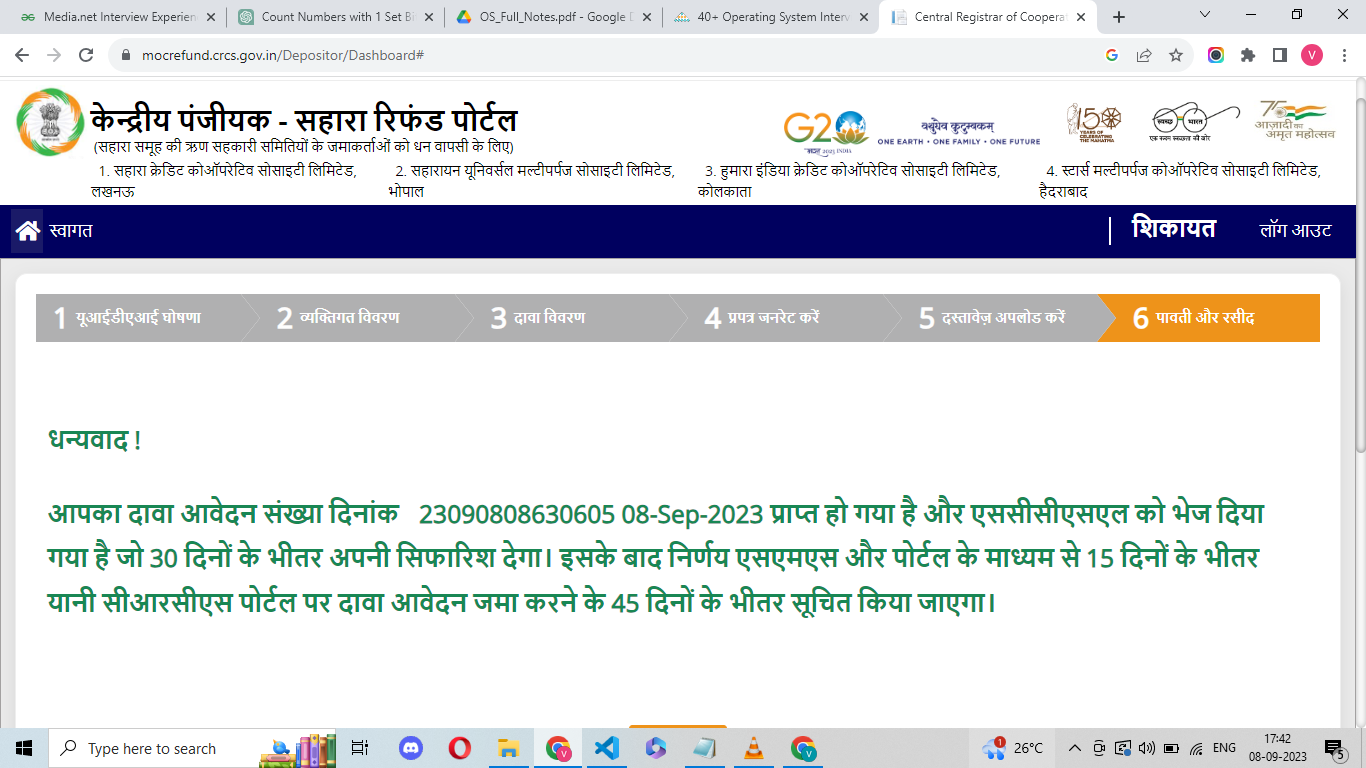 Media.net Interview Experien
Count Numbers with 1 Set Bi
OS_Full_Notes.pdf - Google D
40+ Operating System Interv
Central Registrar of Cooperat
mocrefund.crcs.gov.in/Depositor/Dashboard#
V
केन्द्रीय पंजीयक - सहारा रिफंड पोर्टल
(सहारा समूह की ऋण सहकारी समितियों के जमाकर्ताओं को धन वापसी के लिए)
G20
भारत 2023 INDIA
वसुधैव कुटुम्बकम्
ONE EARTH • ONE FAMILY • ONE FUTURE
150
YEARS OF
CELEBRATING
THE MAHATMA
स्वच्छ भारत
एक कदम स्वच्छता की ओर
75
आज़ादी का
अमृत महोत्सव
1. सहारा क्रेडिट कोऑपरेटिव सोसाइटी लिमिटेड,
लखनऊ
2. सहारायन यूनिवर्सल मल्टीपर्पज सोसाइटी लिमिटेड,
भोपाल
3. हुमारा इंडिया क्रेडिट कोऑपरेटिव सोसाइटी लिमिटेड,
कोलकाता
4. स्टार्स मल्टीपर्पज कोऑपरेटिव सोसाइटी लिमिटेड,
हैदराबाद
स्वागत
शिकायत
लॉग आउट
1 यूआईडीएआई घोषणा
2 व्यक्तिगत विवरण
3 दावा विवरण
4 प्रपत्र जनरेट करें
5 दस्तावेज़ अपलोड करें
6 पावती और रसीद
धन्यवाद !
आपका दावा आवेदन संख्या दिनांक 23090808630605 08-Sep-2023 प्राप्त हो गया है और एससीसीएसएल को भेज दिया
गया है जो 30 दिनों के भीतर अपनी सिफारिश देगा। इसके बाद निर्णय एसएमएस और पोर्टल के माध्यम से 15 दिनों के भीतर
यानी सीआरसीएस पोर्टल पर दावा आवेदन जमा करने के 45 दिनों के भीतर सूचित किया जाएगा।
Type here to search
V
1
26°C
ENG
17:42
08-09-2023
5